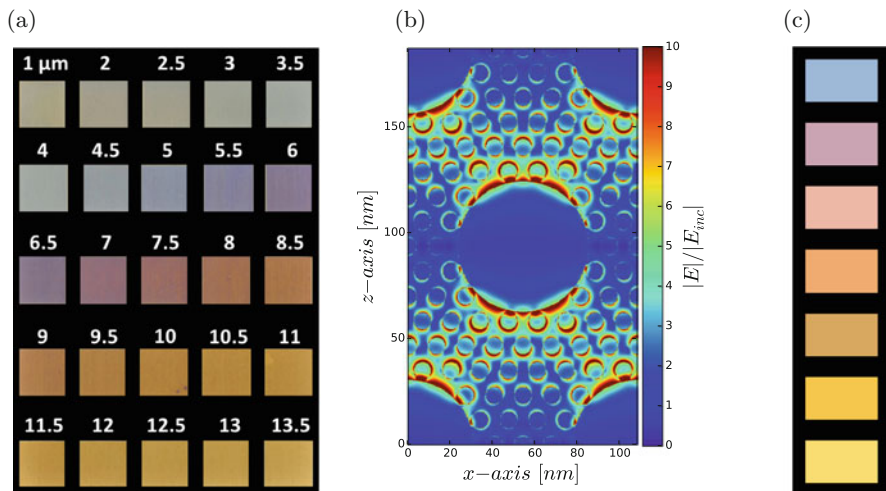 (a)
1 μm 2 2.5 3 3.5
4 4.5 5 5.5 6
6.5 7 7.5 8 8.5
9 9.5 10 10.5 11
11.5 12 12.5 13 13.5
(b)
z−axis [nm]
150
100
50
0
0 20 40 60 80 100
x−axis [nm]
10
9
8
7
6
5
4
3
2
1
0
|E|/|E_inc|
(c)